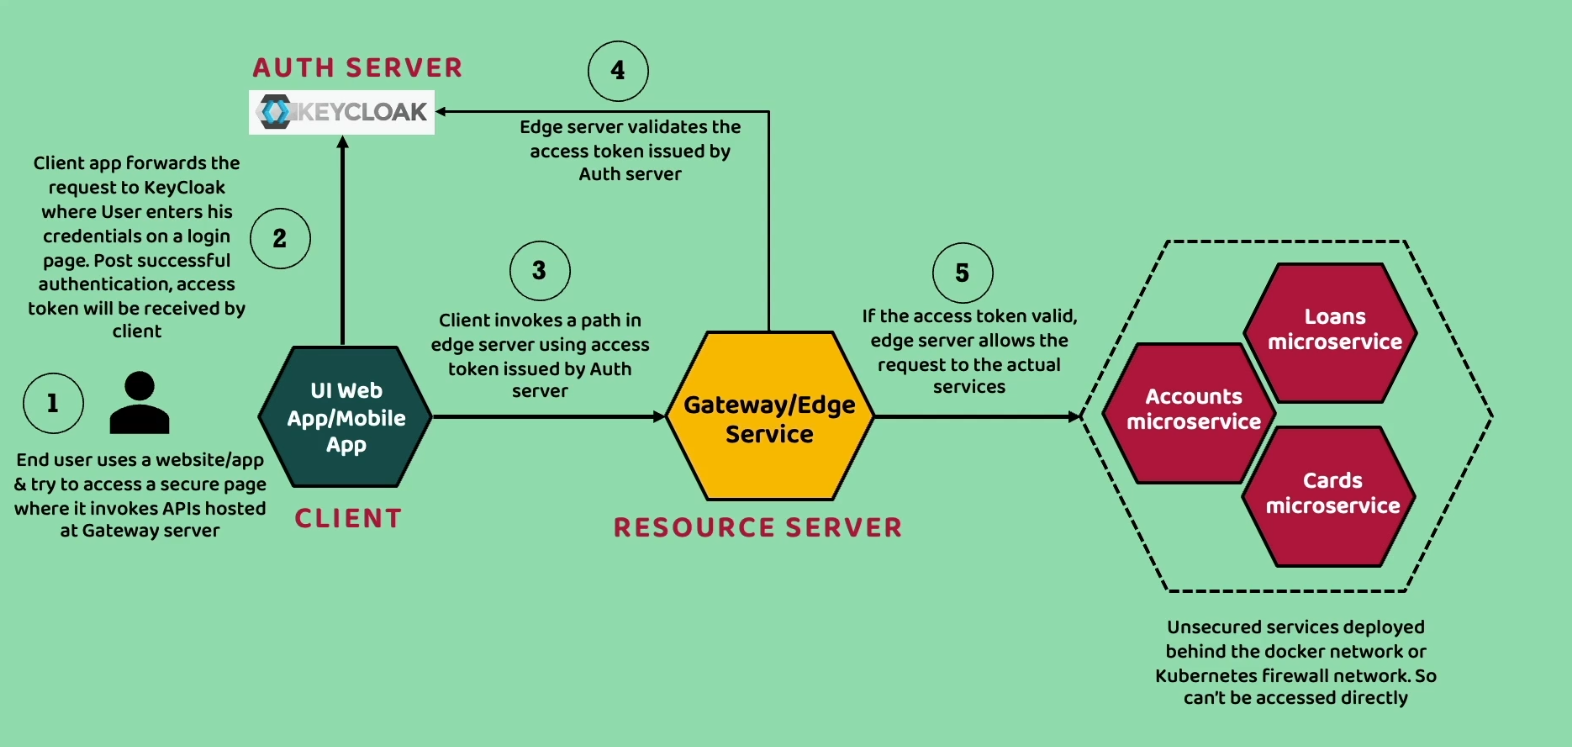 AUTH SERVER
KEYCLOAK
4
Edge server validates the
access token issued by
Auth server
Client app forwards the
request to KeyCloak
where User enters his
credentials on a login
page. Post successful
authentication, access
token will be received by
client
2
3
Client invokes a path in
edge server using access
token issued by Auth
server
5
If the access token valid,
edge server allows the
request to the actual
services
1
End user uses a website/app
& try to access a secure page
where it invokes APIs hosted
at Gateway server
UI Web
App/Mobile
App
CLIENT
Gateway/Edge
Service
RESOURCE SERVER
Loans
microservice
Accounts
microservice
Cards
microservice
Unsecured services deployed
behind the docker network or
Kubernetes firewall network. So
can't be accessed directly